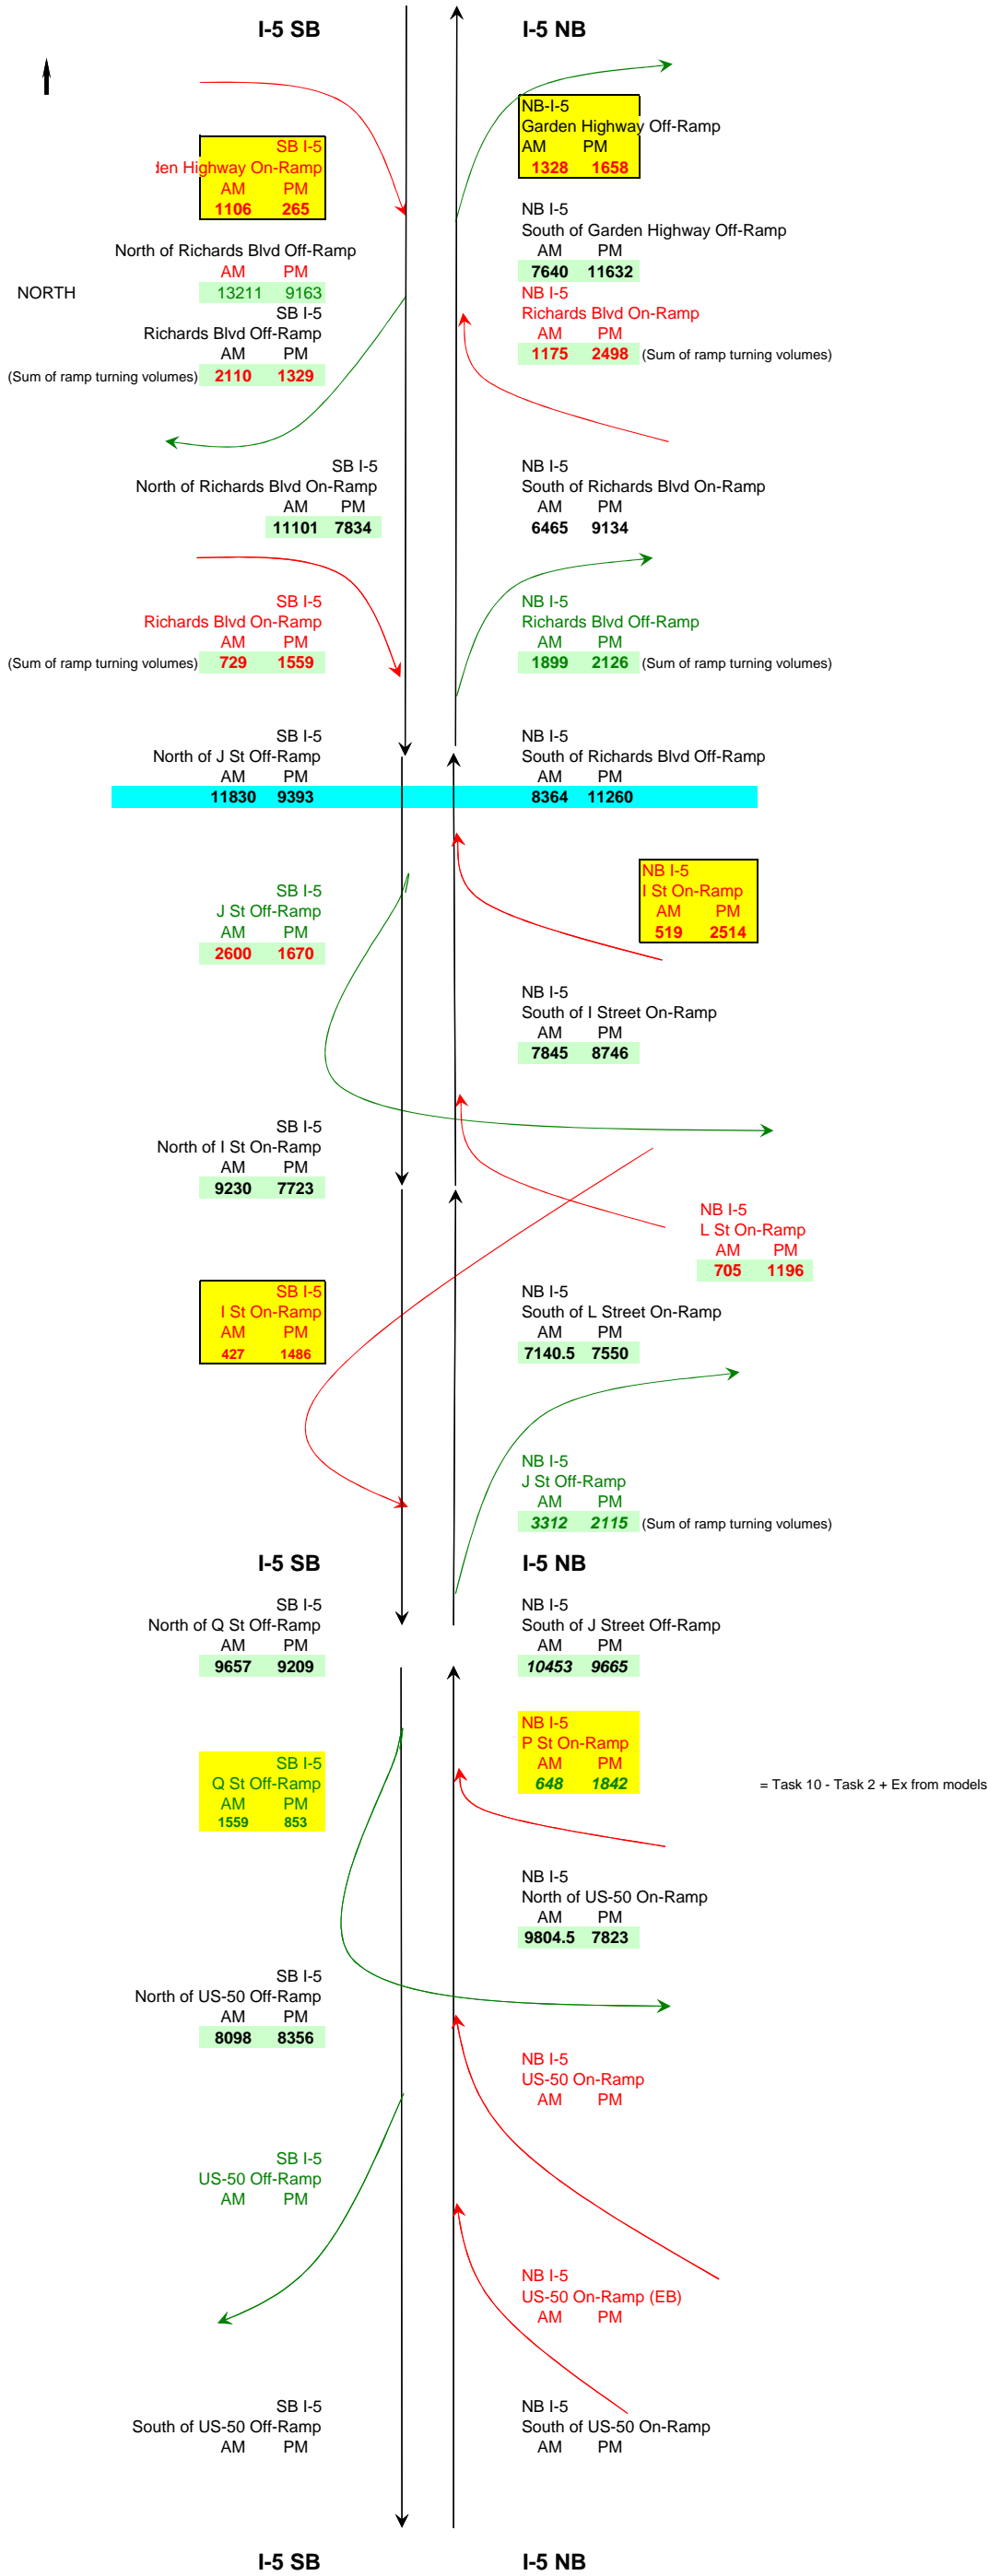 I-5 SB
I-5 NB
NB-I-5
Garden Highway Off-Ramp
AM PM
1328 1658
SB I-5
den Highway On-Ramp
AM PM
1106 265
NB I-5
South of Garden Highway Off-Ramp
AM PM
7640 11632
North of Richards Blvd Off-Ramp
AM PM
NORTH
13211 9163
SB I-5
Richards Blvd Off-Ramp
AM PM
(Sum of ramp turning volumes) 2110 1329
NB I-5
Richards Blvd On-Ramp
AM PM
1175 2498 (Sum of ramp turning volumes)
SB I-5
North of Richards Blvd On-Ramp
AM PM
11101 7834
NB I-5
South of Richards Blvd On-Ramp
AM PM
6465 9134
SB I-5
Richards Blvd On-Ramp
AM PM
(Sum of ramp turning volumes) 729 1559
NB I-5
Richards Blvd Off-Ramp
AM PM
1899 2126 (Sum of ramp turning volumes)
SB I-5
North of J St Off-Ramp
AM PM
11830 9393
NB I-5
South of Richards Blvd Off-Ramp
AM PM
8364 11260
NB I-5
I St On-Ramp
AM PM
519 2514
SB I-5
J St Off-Ramp
AM PM
2600 1670
NB I-5
South of I Street On-Ramp
AM PM
7845 8746
SB I-5
North of I St On-Ramp
AM PM
9230 7723
NB I-5
L St On-Ramp
AM PM
705 1196
SB I-5
I St On-Ramp
AM PM
427 1486
NB I-5
South of L Street On-Ramp
AM PM
7140.5 7550
NB I-5
J St Off-Ramp
AM PM
3312 2115 (Sum of ramp turning volumes)
I-5 SB
I-5 NB
SB I-5
North of Q St Off-Ramp
AM PM
9657 9209
NB I-5
South of J Street Off-Ramp
AM PM
10453 9665
NB I-5
P St On-Ramp
AM PM
648 1842
= Task 10 - Task 2 + Ex from models
SB I-5
Q St Off-Ramp
AM PM
1559 853
NB I-5
North of US-50 On-Ramp
AM PM
9804.5 7823
SB I-5
North of US-50 Off-Ramp
AM PM
8098 8356
NB I-5
US-50 On-Ramp
AM PM
SB I-5
US-50 Off-Ramp
AM PM
NB I-5
US-50 On-Ramp (EB)
AM PM
SB I-5
South of US-50 Off-Ramp
AM PM
NB I-5
South of US-50 On-Ramp
AM PM
I-5 SB
I-5 NB